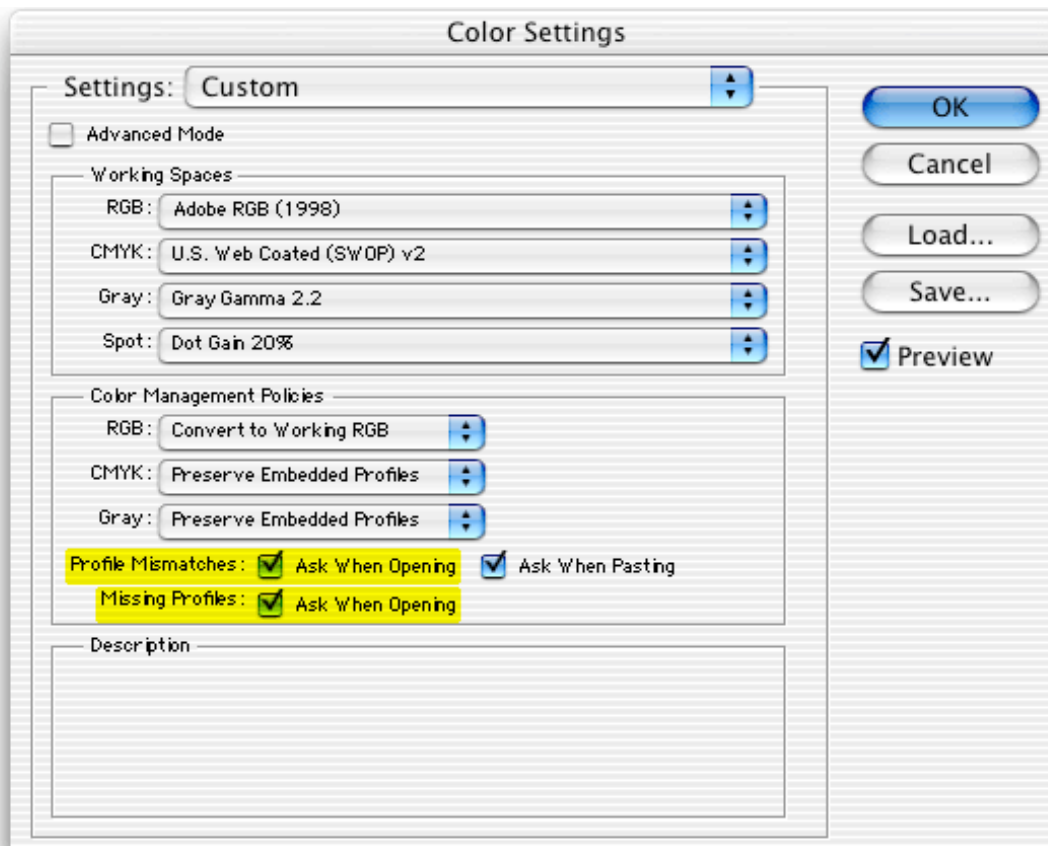 Color Settings
Settings: Custom
OK
Advanced Mode
Cancel
Working Spaces
RGB: Adobe RGB (1998)
CMYK: U.S. Web Coated (SWOP) v2
Load...
Gray: Gray Gamma 2.2
Save...
Spot: Dot Gain 20%
Preview
Color Management Policies
RGB: Convert to Working RGB
CMYK: Preserve Embedded Profiles
Gray: Preserve Embedded Profiles
Profile Mismatches: Ask When Opening Ask When Pasting
Missing Profiles: Ask When Opening
Description